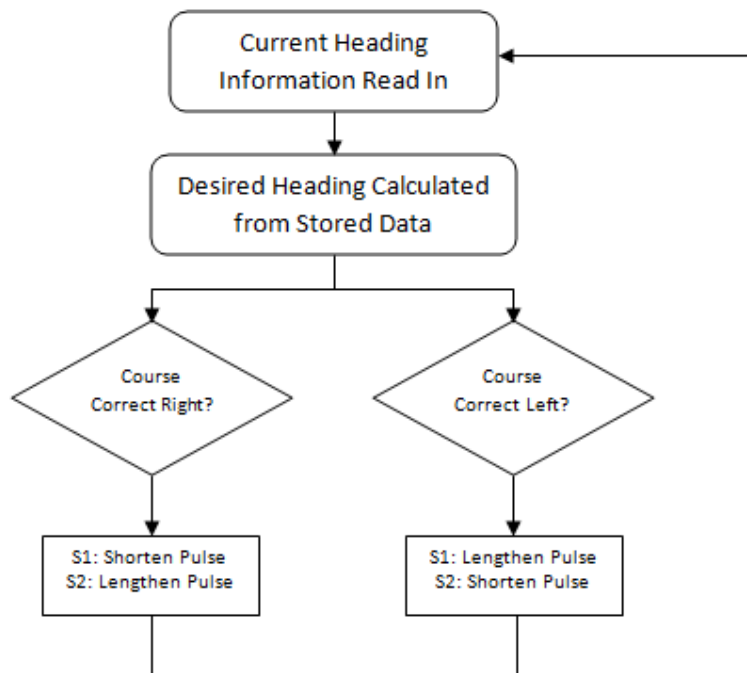 Current Heading
Information Read In
Desired Heading Calculated
from Stored Data
Course
Correct Right?
Course
Correct Left?
S1: Shorten Pulse
S2: Lengthen Pulse
S1: Lengthen Pulse
S2: Shorten Pulse